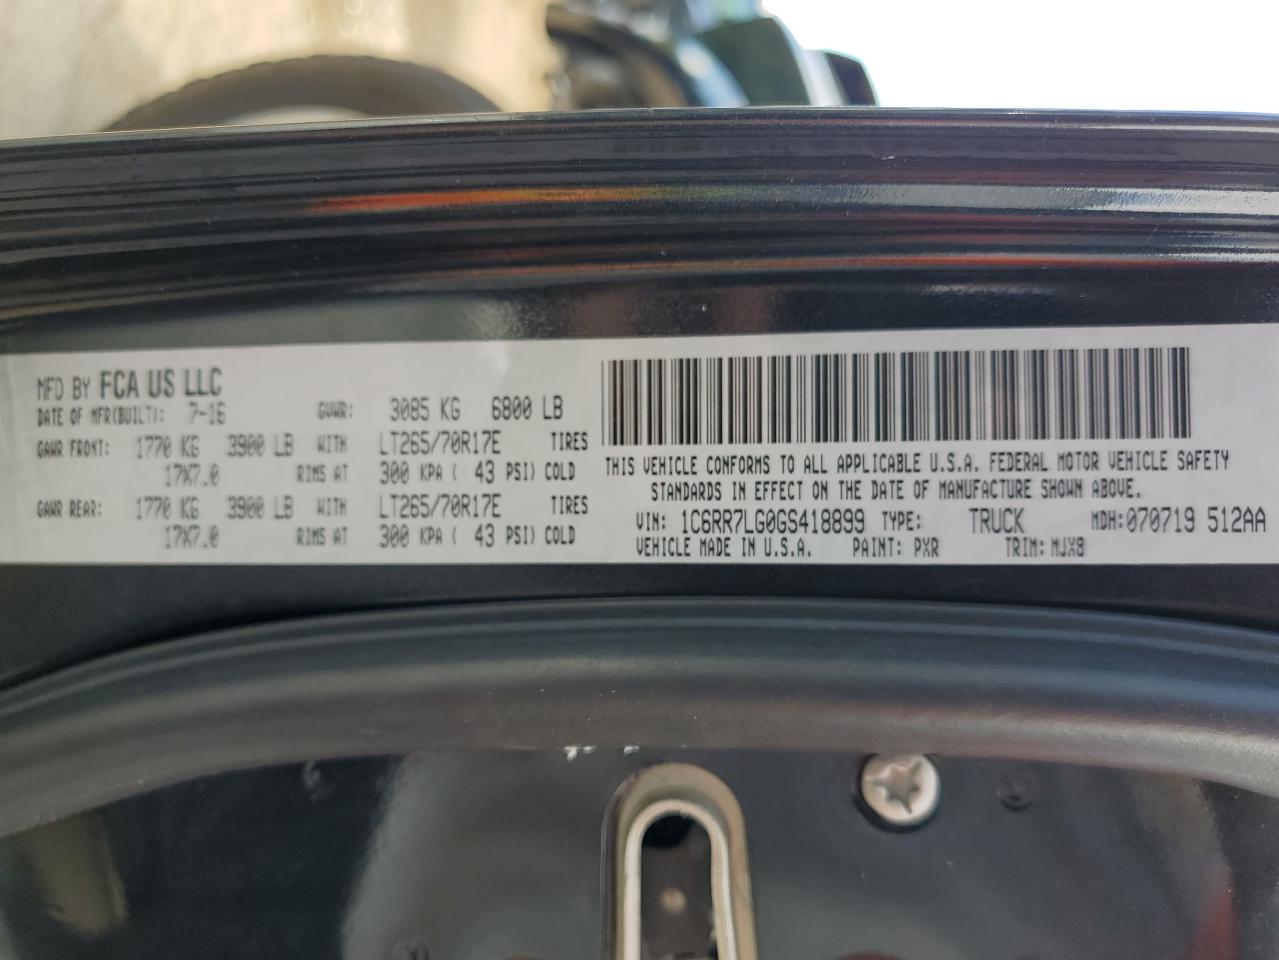 MFD BY FCA US LLC
DATE OF MFR(BUILT): 7-16 GVWR: 3085 KG 6800 LB
GAWR FRONT: 1770 KG 3900 LB WITH LT265/70R17E TIRES
17X7.0 RIMS AT 300 KPA ( 43 PSI) COLD
GAWR REAR: 1770 KG 3900 LB WITH LT265/70R17E TIRES
17X7.0 RIMS AT 300 KPA ( 43 PSI) COLD
THIS VEHICLE CONFORMS TO ALL APPLICABLE U.S.A. FEDERAL MOTOR VEHICLE SAFETY
STANDARDS IN EFFECT ON THE DATE OF MANUFACTURE SHOWN ABOVE.
VIN: 1C6RR7LG0GS418899 TYPE: TRUCK MDH: 070719 512AA
VEHICLE MADE IN U.S.A. PAINT: PXR TRIM: MJX8